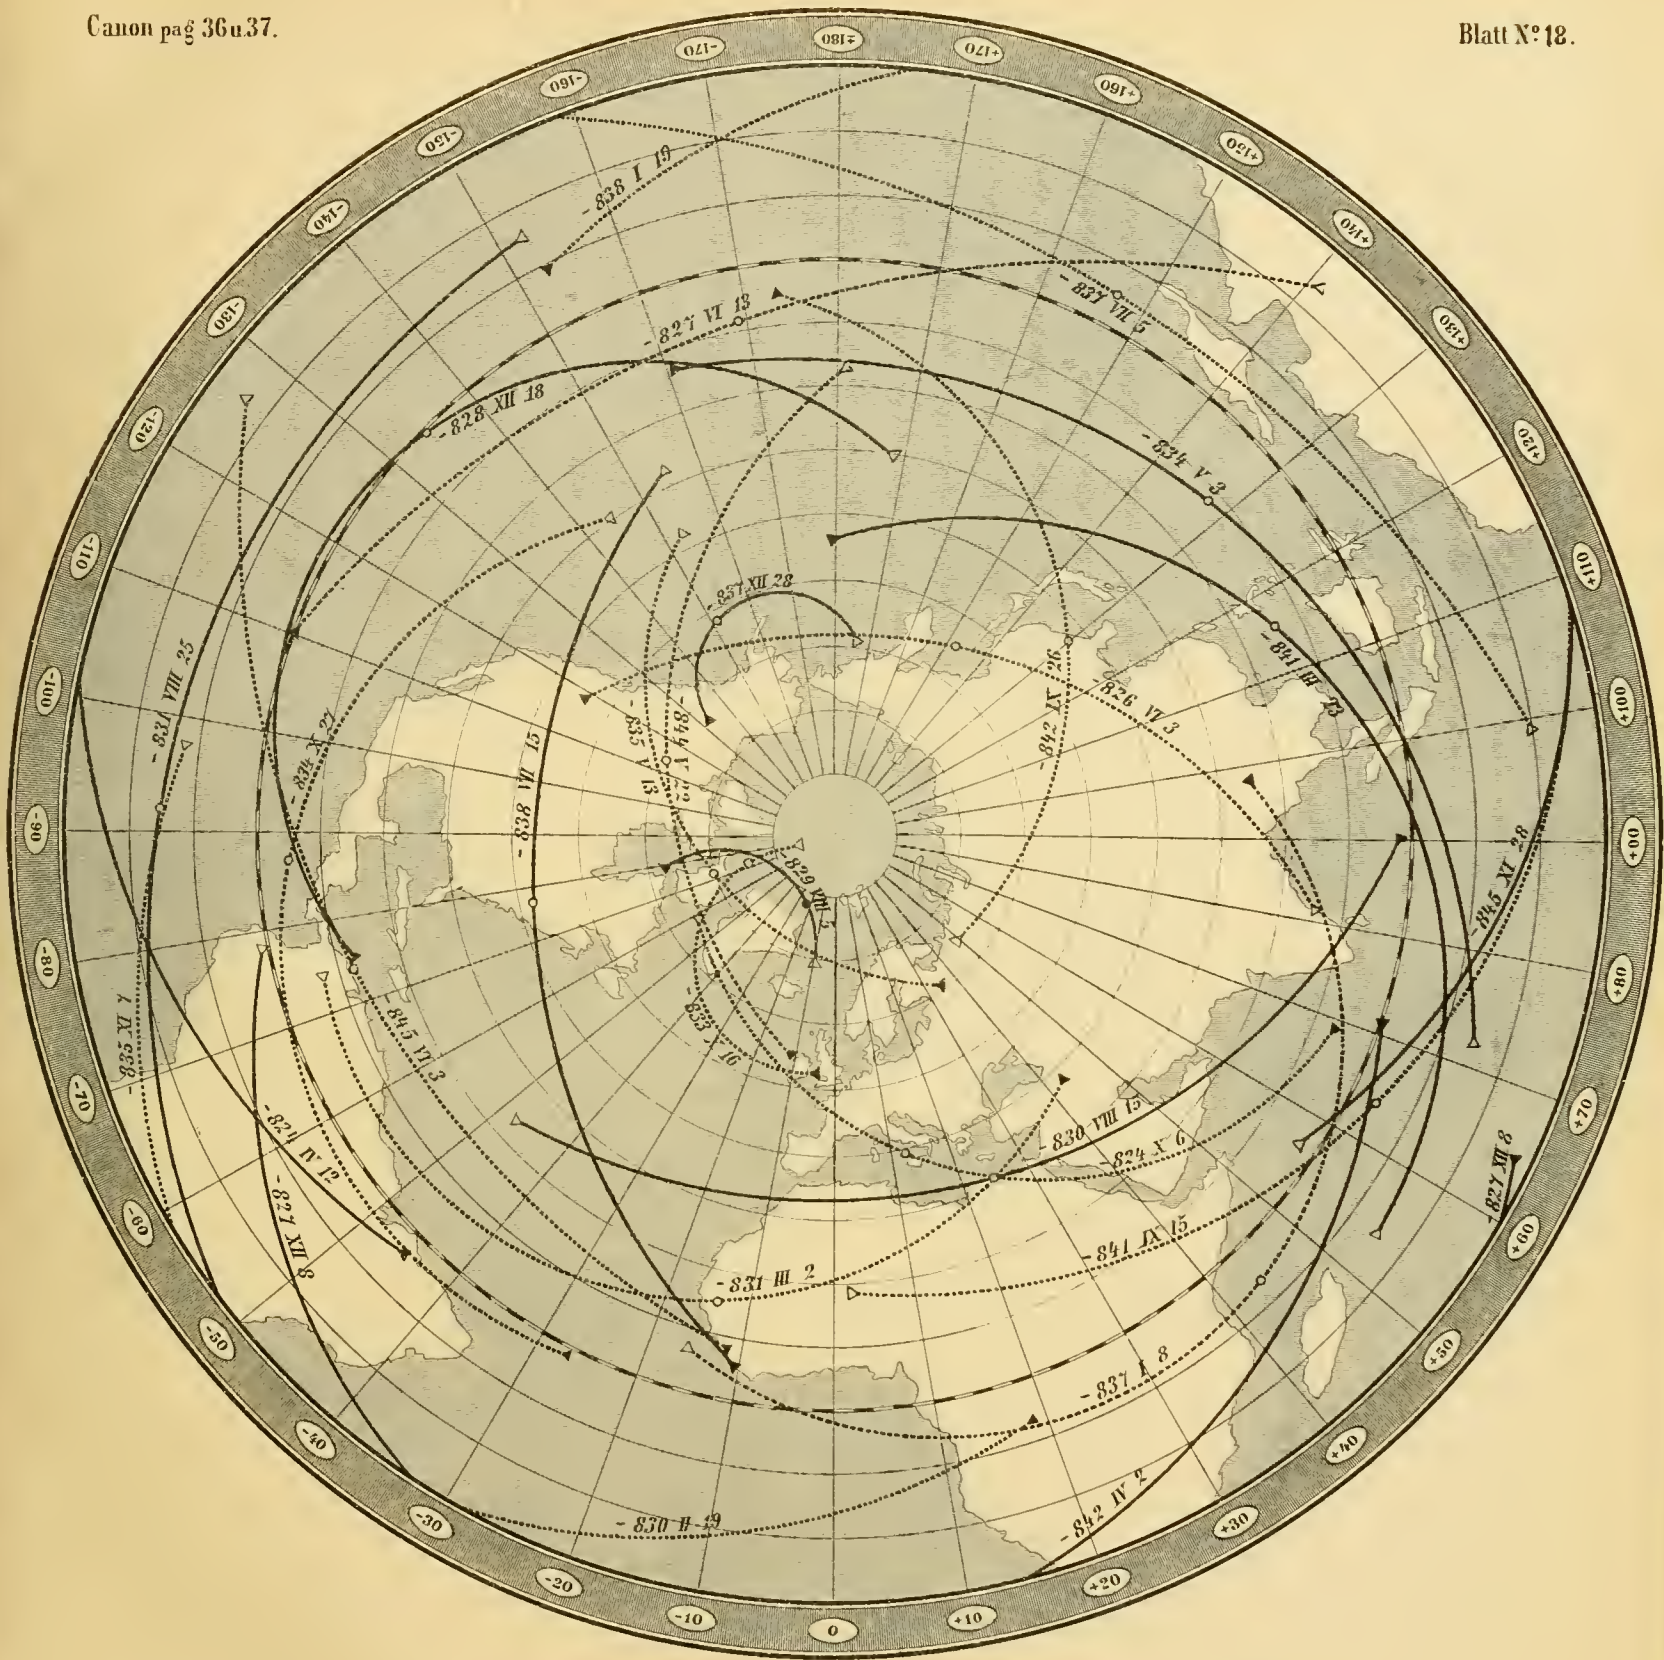 Canon pag 36 u. 37.
Blatt Nº 18.
∓180
+170
+160
+150
+140
+130
+120
+110
+100
+90
+80
+70
+60
+50
+40
+30
+20
+10
0
-10
-20
-30
-40
-50
-60
-70
-80
-90
-100
-110
-120
-130
-140
-150
-160
-170
-838 I 19
-837 VII 5
-827 VI 13
-828 XII 18
-834 V 3
-837 XII 28
-841 III 13
-842 IX 26
-826 VI 3
-831 VIII 25
-834 X 27
-838 VII 15
-835 V 13
-844 V
-829 VIII 5
-845 XI 28
-835 XI 7
-845 VI 3
-833 X 16
-830 VIII 15
-824 X 6
-824 IV 12
-827 XII 8
-827 XII 8
-841 IX 15
-831 III 2
-837 I 8
-842 IV 2
-830 II 19